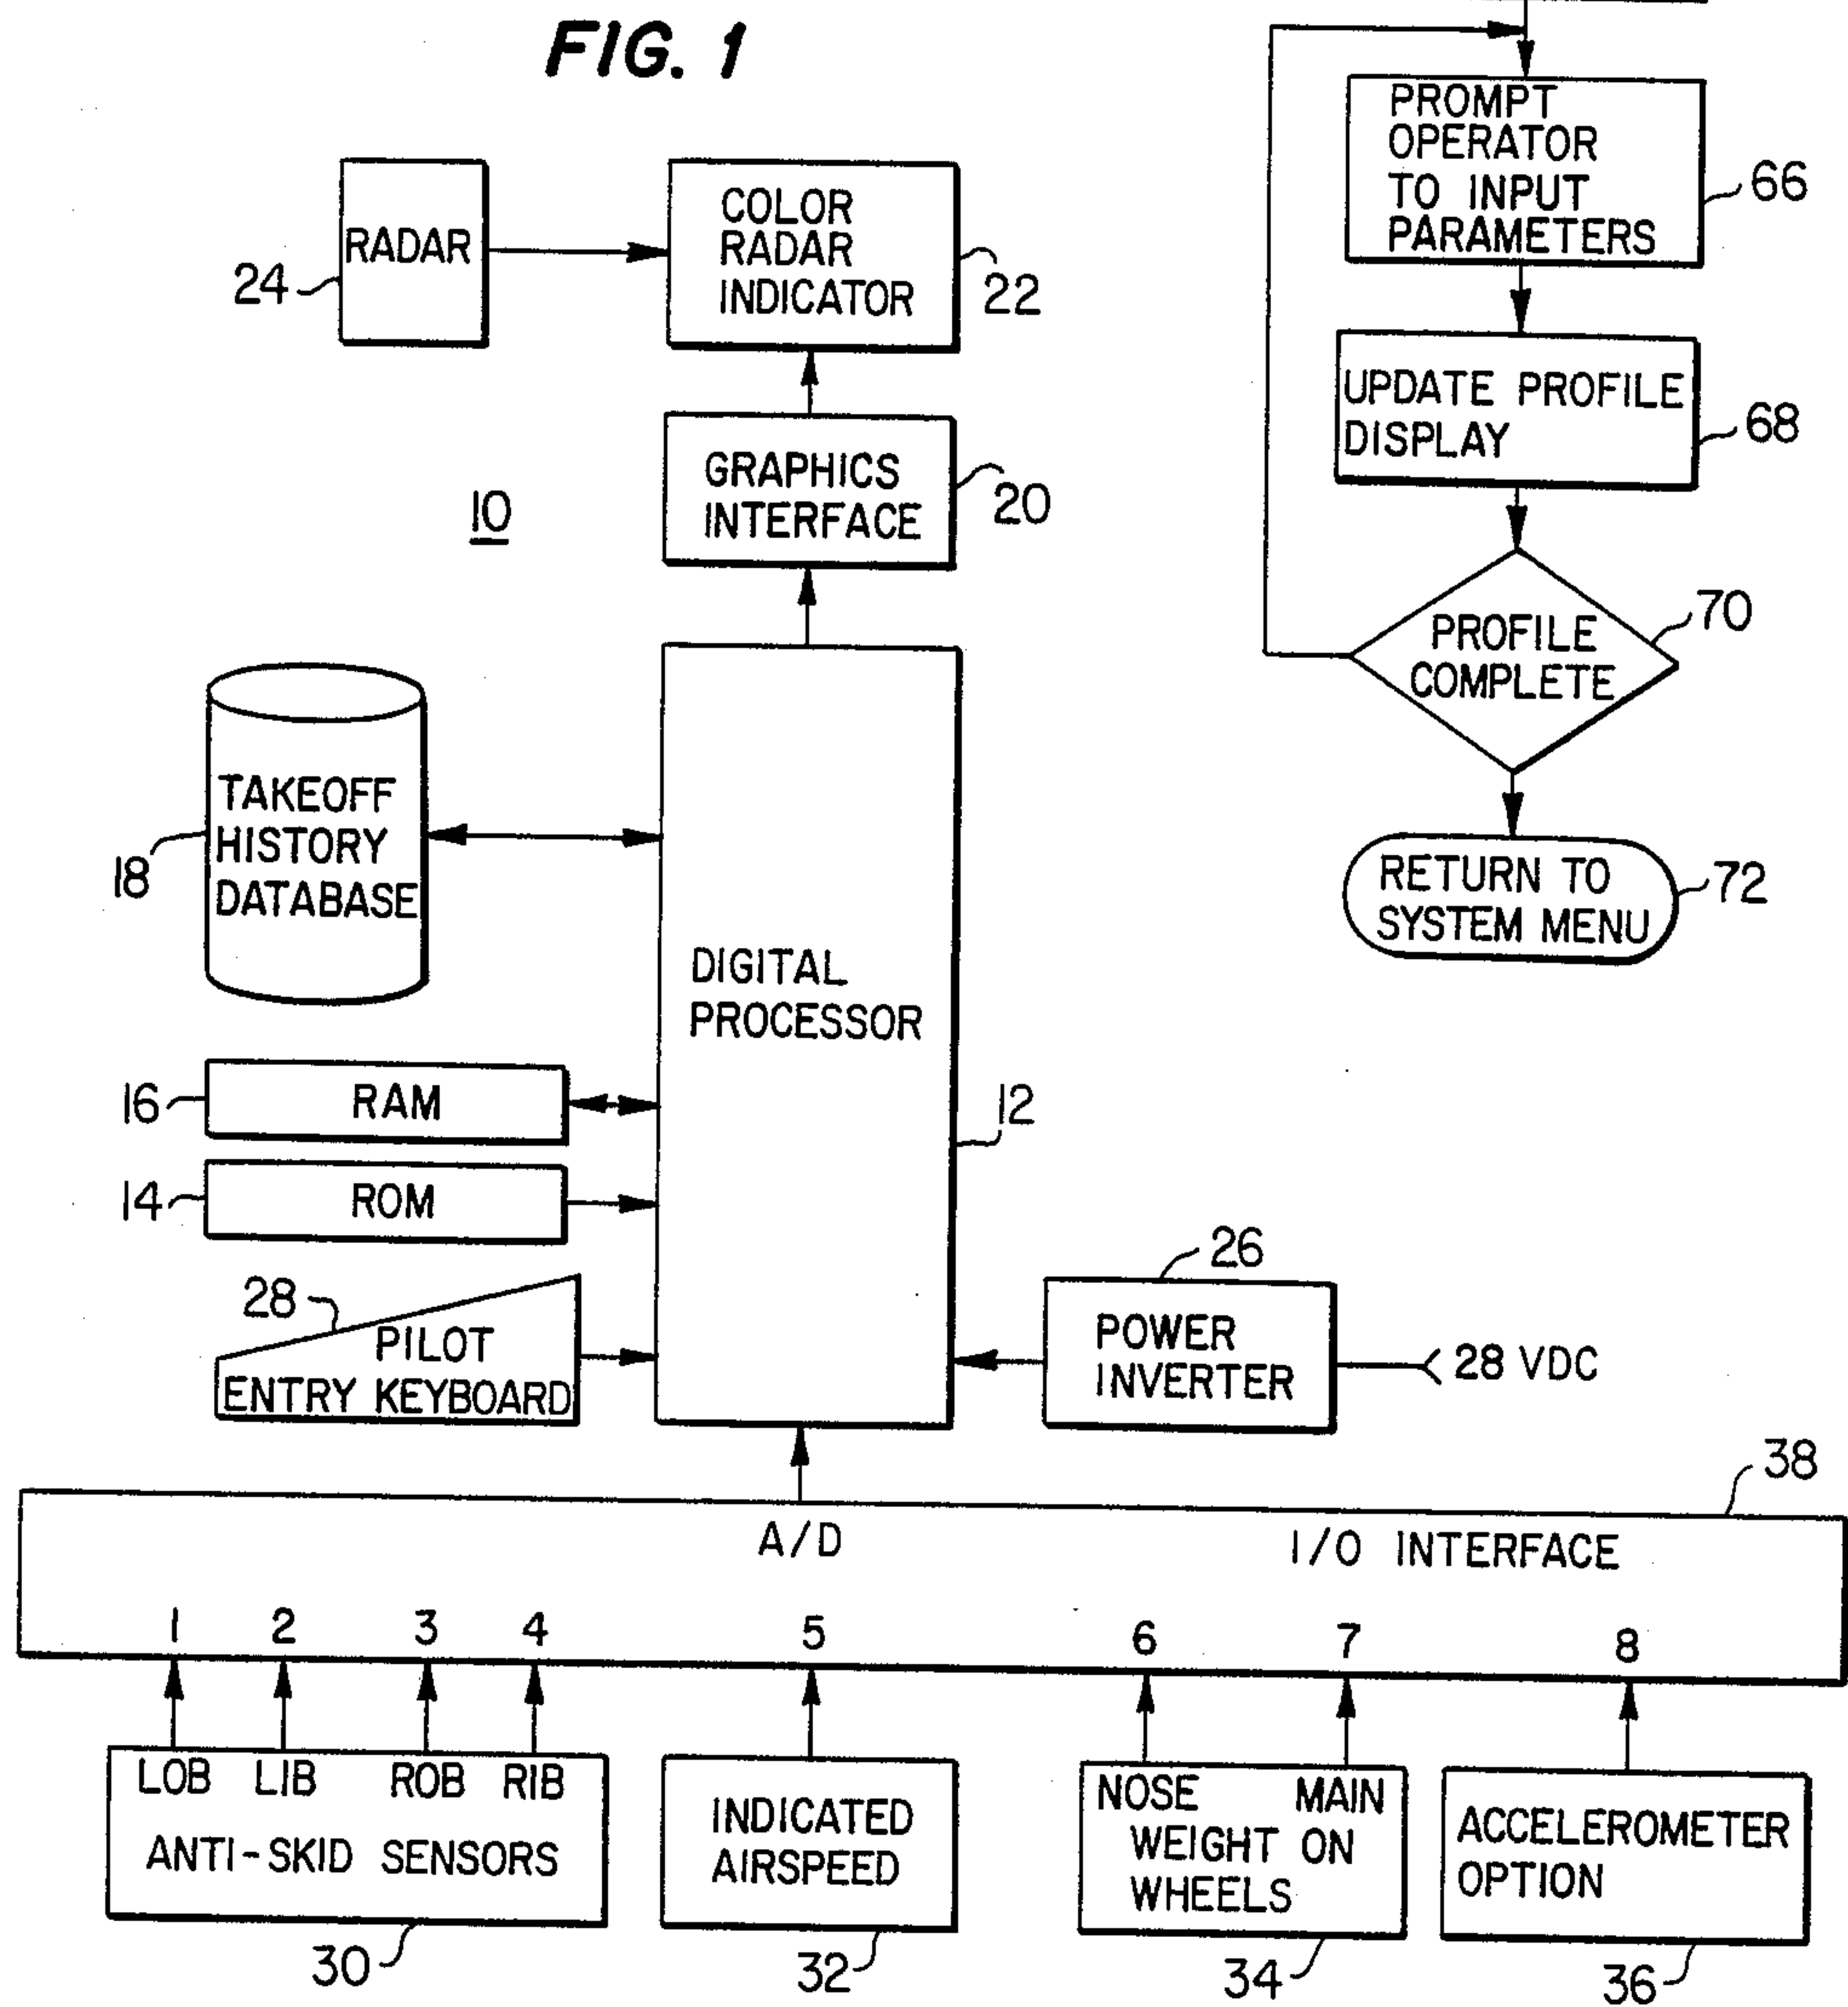 FIG. 1
RADAR
24
COLOR
RADAR
INDICATOR
22
GRAPHICS
INTERFACE
20
10
TAKEOFF
HISTORY
DATABASE
18
DIGITAL
PROCESSOR
12
RAM
16
ROM
14
28
PILOT
ENTRY KEYBOARD
26
POWER
INVERTER
28 VDC
38
A/D
I/O INTERFACE
1 2 3 4 5 6 7 8
LOB LIB ROB RIB
ANTI-SKID SENSORS
30
INDICATED
AIRSPEED
32
NOSE MAIN
WEIGHT ON
WHEELS
34
ACCELEROMETER
OPTION
36
PROMPT
OPERATOR
TO INPUT
PARAMETERS
66
UPDATE PROFILE
DISPLAY
68
PROFILE
COMPLETE
70
RETURN TO
SYSTEM MENU
72